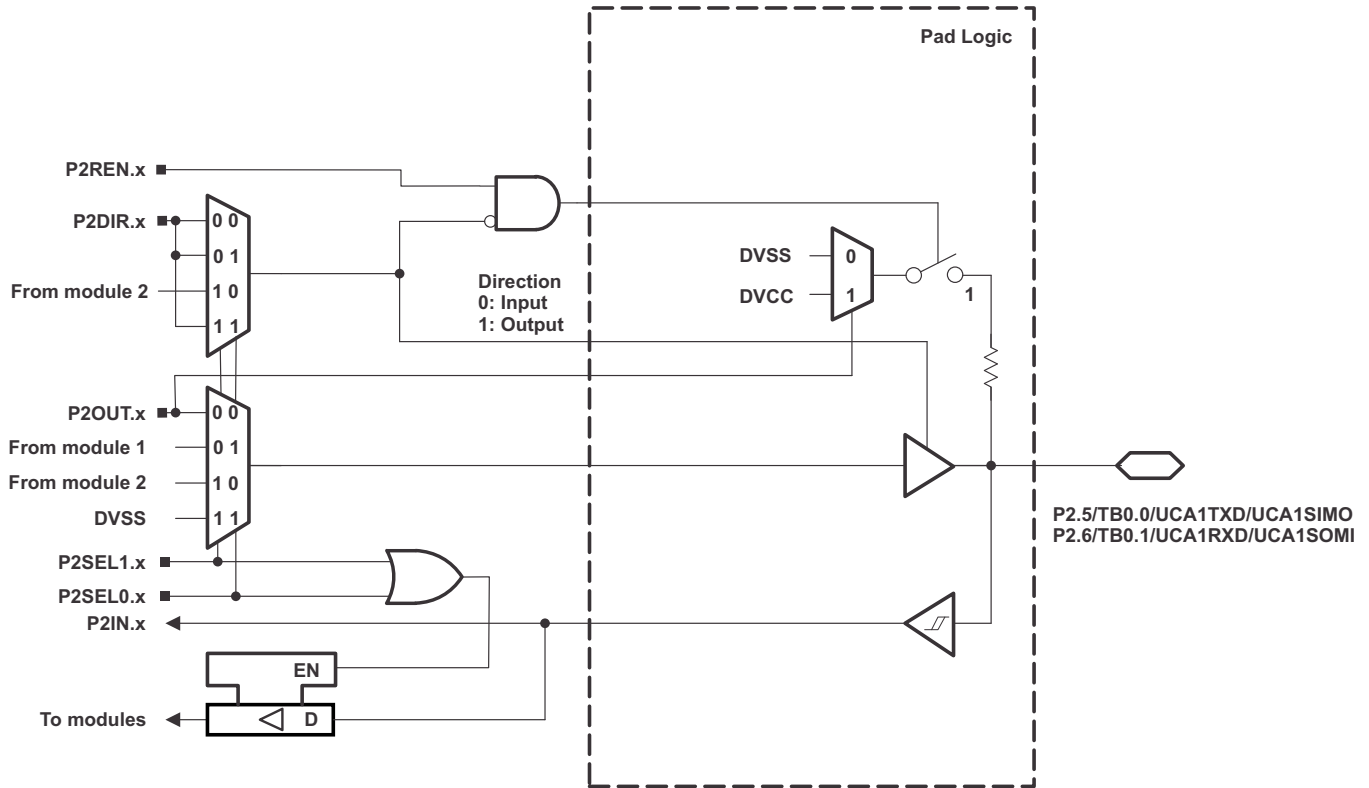 Pad Logic
P2REN.x
P2DIR.x
0 0
0 1
From module 2
1 0
1 1
Direction
0: Input
1: Output
DVSS
0
DVCC
1
1
P2OUT.x
0 0
From module 1
0 1
From module 2
1 0
DVSS
1 1
P2.5/TB0.0/UCA1TXD/UCA1SIMO
P2.6/TB0.1/UCA1RXD/UCA1SOMI
P2SEL1.x
P2SEL0.x
P2IN.x
EN
To modules
D